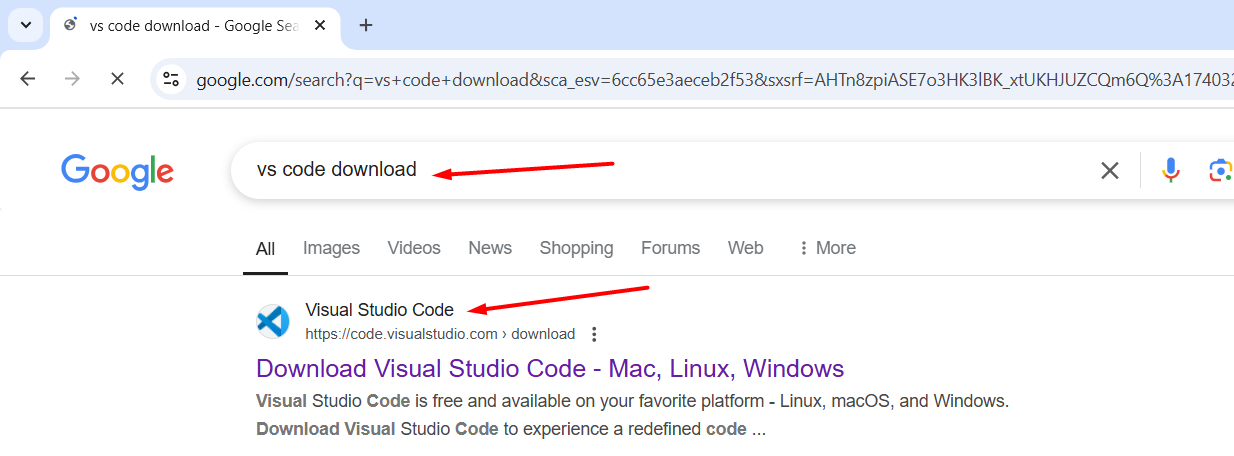 vs code download - Google Sea
google.com/search?q=vs+code+download&sca_esv=6cc65e3aeceb2f53&sxsrf=AHTn8zpiASE7o3HK3lBK_xtUKHJUZCQm6Q%3A174032
Google
vs code download
All Images Videos News Shopping Forums Web More
Visual Studio Code
https://code.visualstudio.com › download
Download Visual Studio Code - Mac, Linux, Windows
Visual Studio Code is free and available on your favorite platform - Linux, macOS, and Windows.
Download Visual Studio Code to experience a redefined code ...